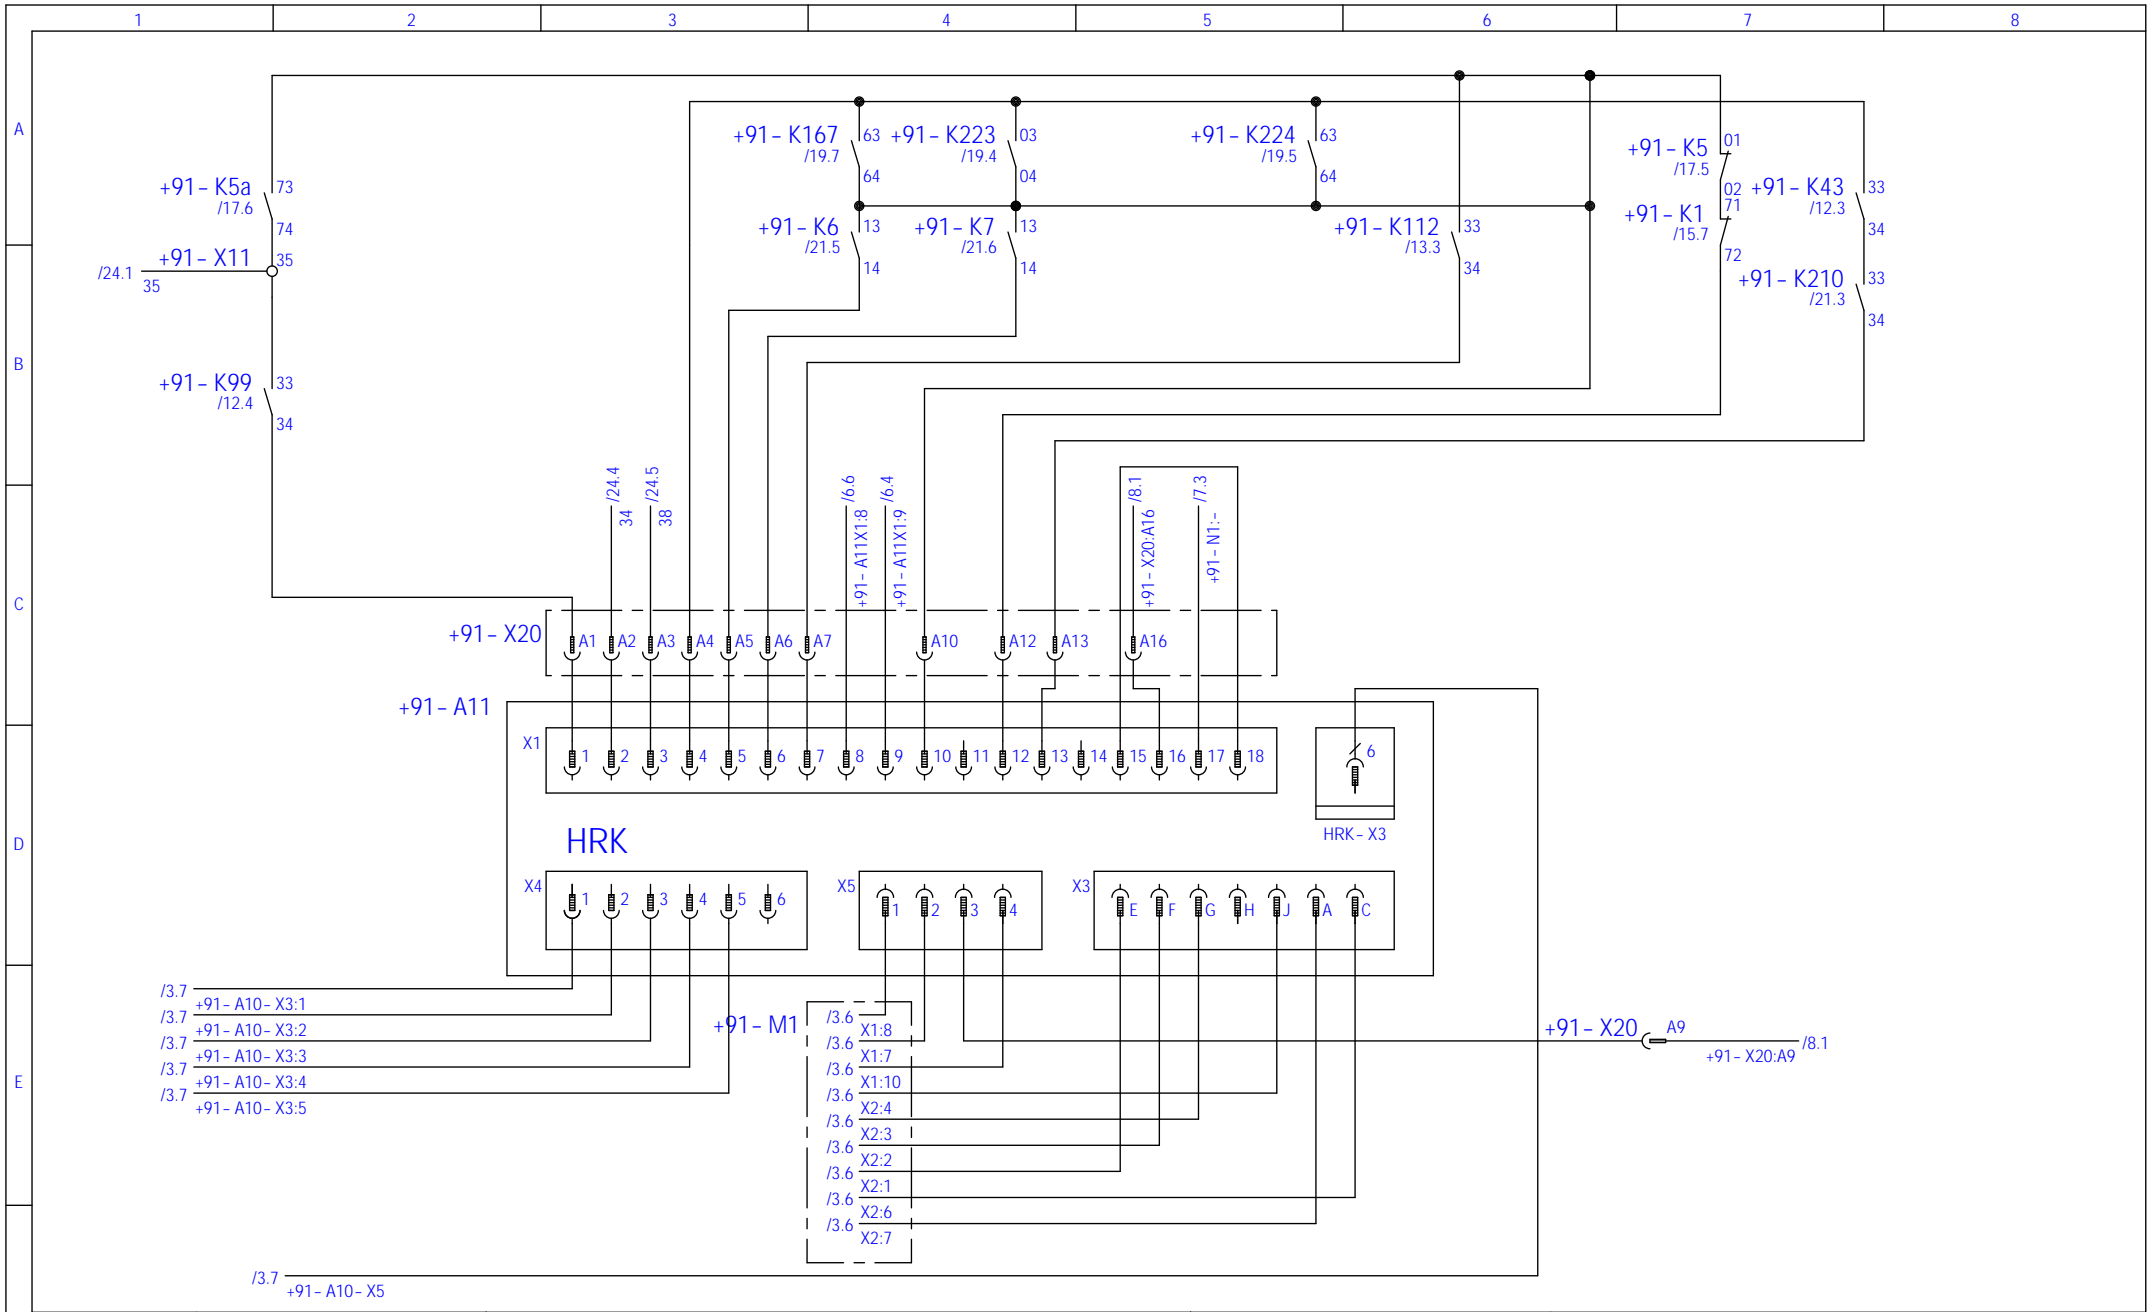 1 2 3 4 5 6 7 8
A
B
C
D
E
+91- K5a 73
/17.6
74
+91- X11 35
/24.1
35
+91- K99 33
/12.4
34
+91- K167 63
/19.7
64
+91- K223 03
/19.4
04
+91- K224 63
/19.5
64
+91- K6 13
/21.5
14
+91- K7 13
/21.6
14
+91- K112 33
/13.3
34
+91- K5 01
/17.5
02
+91- K1 71
/15.7
72
+91- K43 33
/12.3
34
+91- K210 33
/21.3
34
/24.4
34
/24.5
38
/6.6
+91- A11X1:8
/6.4
+91- A11X1:9
/8.1
+91- X20:A16
/7.3
+91- N1:-
+91- X20 A1 A2 A3 A4 A5 A6 A7 A10 A12 A13 A16
+91- A11
X1 1 2 3 4 5 6 7 8 9 10 11 12 13 14 15 16 17 18
6
HRK- X3
HRK
X4 1 2 3 4 5 6
X5 1 2 3 4
X3 E F G H J A C
/3.7
+91- A10- X3:1
/3.7
+91- A10- X3:2
/3.7
+91- A10- X3:3
/3.7
+91- A10- X3:4
/3.7
+91- A10- X3:5
+91- M1
/3.6
X1:8
/3.6
X1:7
/3.6
X1:10
/3.6
X2:4
/3.6
X2:3
/3.6
X2:2
/3.6
X2:1
/3.6
X2:6
/3.6
X2:7
+91- X20 A9
/8.1
+91- X20:A9
/3.7
+91- A10- X5